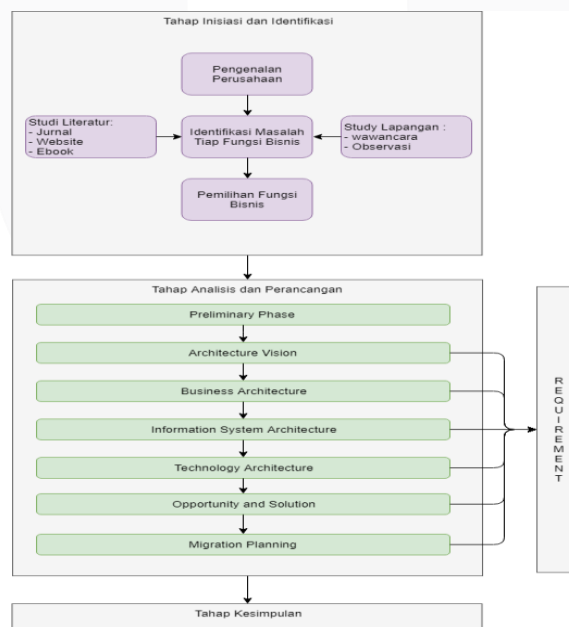 Tahap Inisiasi dan Identifikasi
Pengenalan
Perusahaan
Studi Literatur:
- Jurnal
- Website
- Ebook
Identifikasi Masalah
Tiap Fungsi Bisnis
Study Lapangan :
- wawancara
- Observasi
Pemilihan Fungsi
Bisnis
Tahap Analisis dan Perancangan
Preliminary Phase
Architecture Vision
Business Architecture
Information System Architecture
Technology Architecture
Opportunity and Solution
Migration Planning
REQUIREMENT
Tahap Kesimpulan